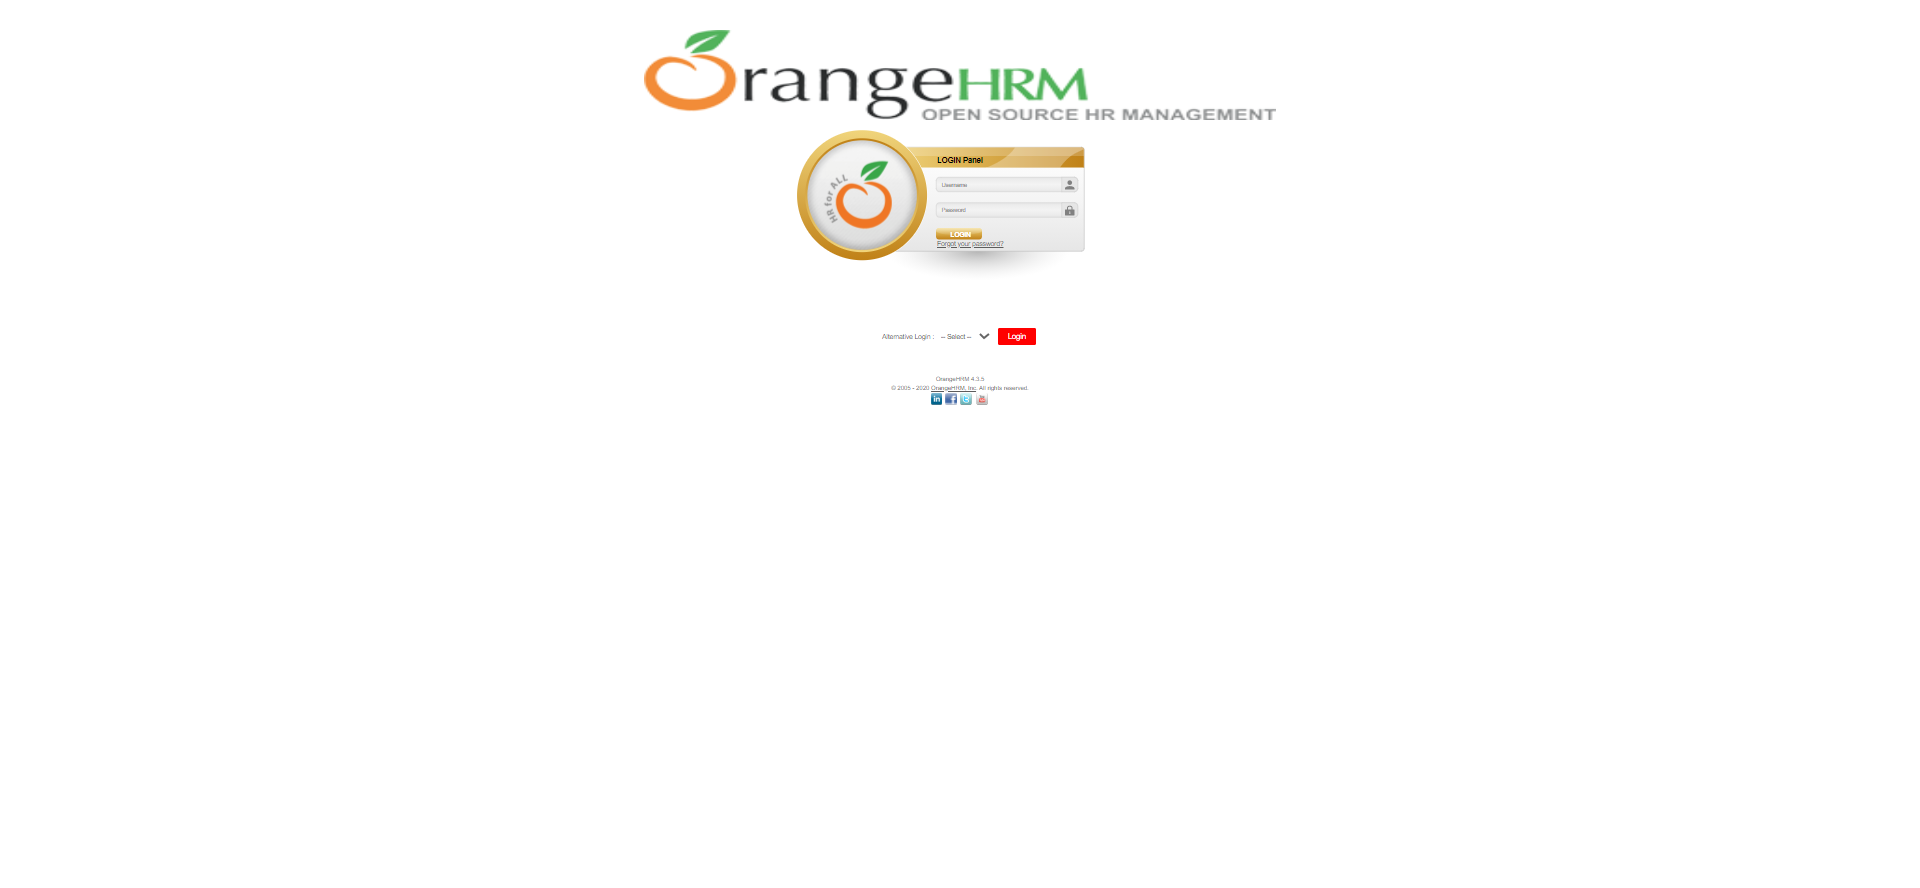 OrangeHRM
OPEN SOURCE HR MANAGEMENT
HR for ALL
LOGIN Panel
Username
Password
LOGIN
Forgot your password?
Alternative Login : -- Select -- Login
OrangeHRM 4.3.5
© 2005 - 2020 OrangeHRM, Inc. All rights reserved.
in f t